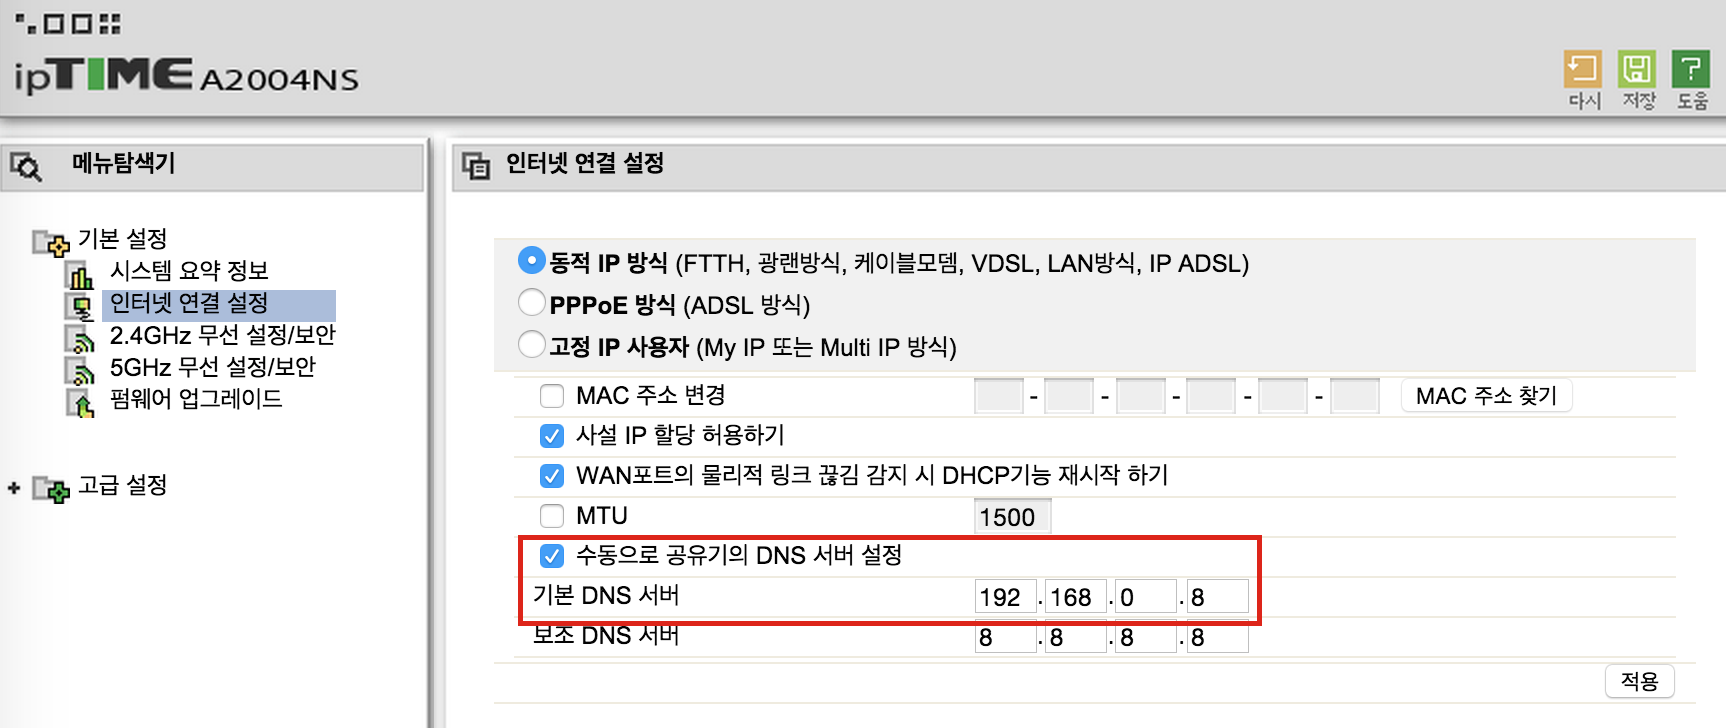 ipTIME A2004NS
다시 저장 도움
메뉴탐색기
기본 설정
시스템 요약 정보
인터넷 연결 설정
2.4GHz 무선 설정/보안
5GHz 무선 설정/보안
펌웨어 업그레이드
고급 설정
인터넷 연결 설정
동적 IP 방식 (FTTH, 광랜방식, 케이블모뎀, VDSL, LAN방식, IP ADSL)
PPPoE 방식 (ADSL 방식)
고정 IP 사용자 (My IP 또는 Multi IP 방식)
MAC 주소 변경 - - - - - MAC 주소 찾기
사설 IP 할당 허용하기
WAN포트의 물리적 링크 끊김 감지 시 DHCP기능 재시작 하기
MTU 1500
수동으로 공유기의 DNS 서버 설정
기본 DNS 서버 192 . 168 . 0 . 8
보조 DNS 서버 8 . 8 . 8 . 8
적용